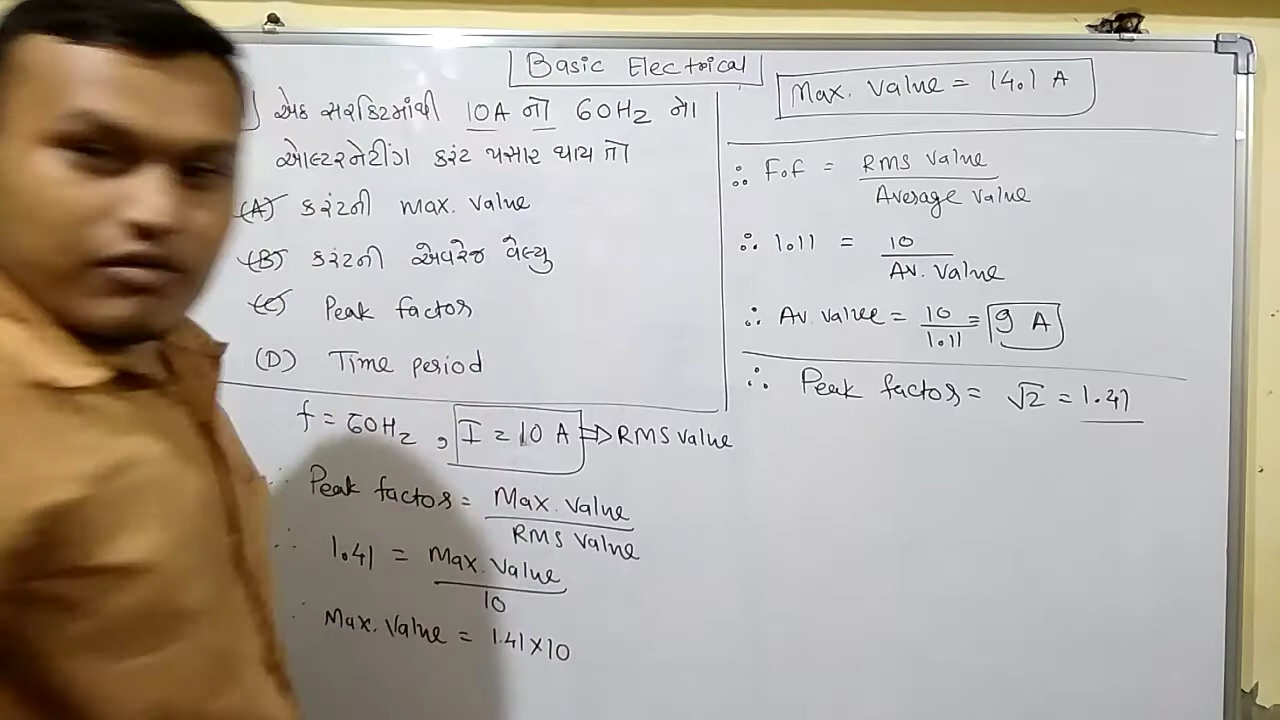 Basic Electrical
એક સરકિટમાંથી 10A નો 60Hz નો
ઓલ્ટરનેટીંગ કરંટ પસાર થાય તો
(A) કરંટની max. value
(B) કરંટની એવરેજ વેલ્યુ
(C) Peak factor
(D) Time period
f = 60Hz, I = 10 A ⇒ RMS value
Peak factor = Max. Value / RMS Value
∴ 1.41 = Max. Value / 10
∴ Max. Value = 1.41 × 10
Max. Value = 14.1 A
∴ F.f = RMS value / Average value
∴ 1.11 = 10 / Av. value
∴ Av. value = 10 / 1.11 = 9 A
∴ Peak factor = √2 = 1.41